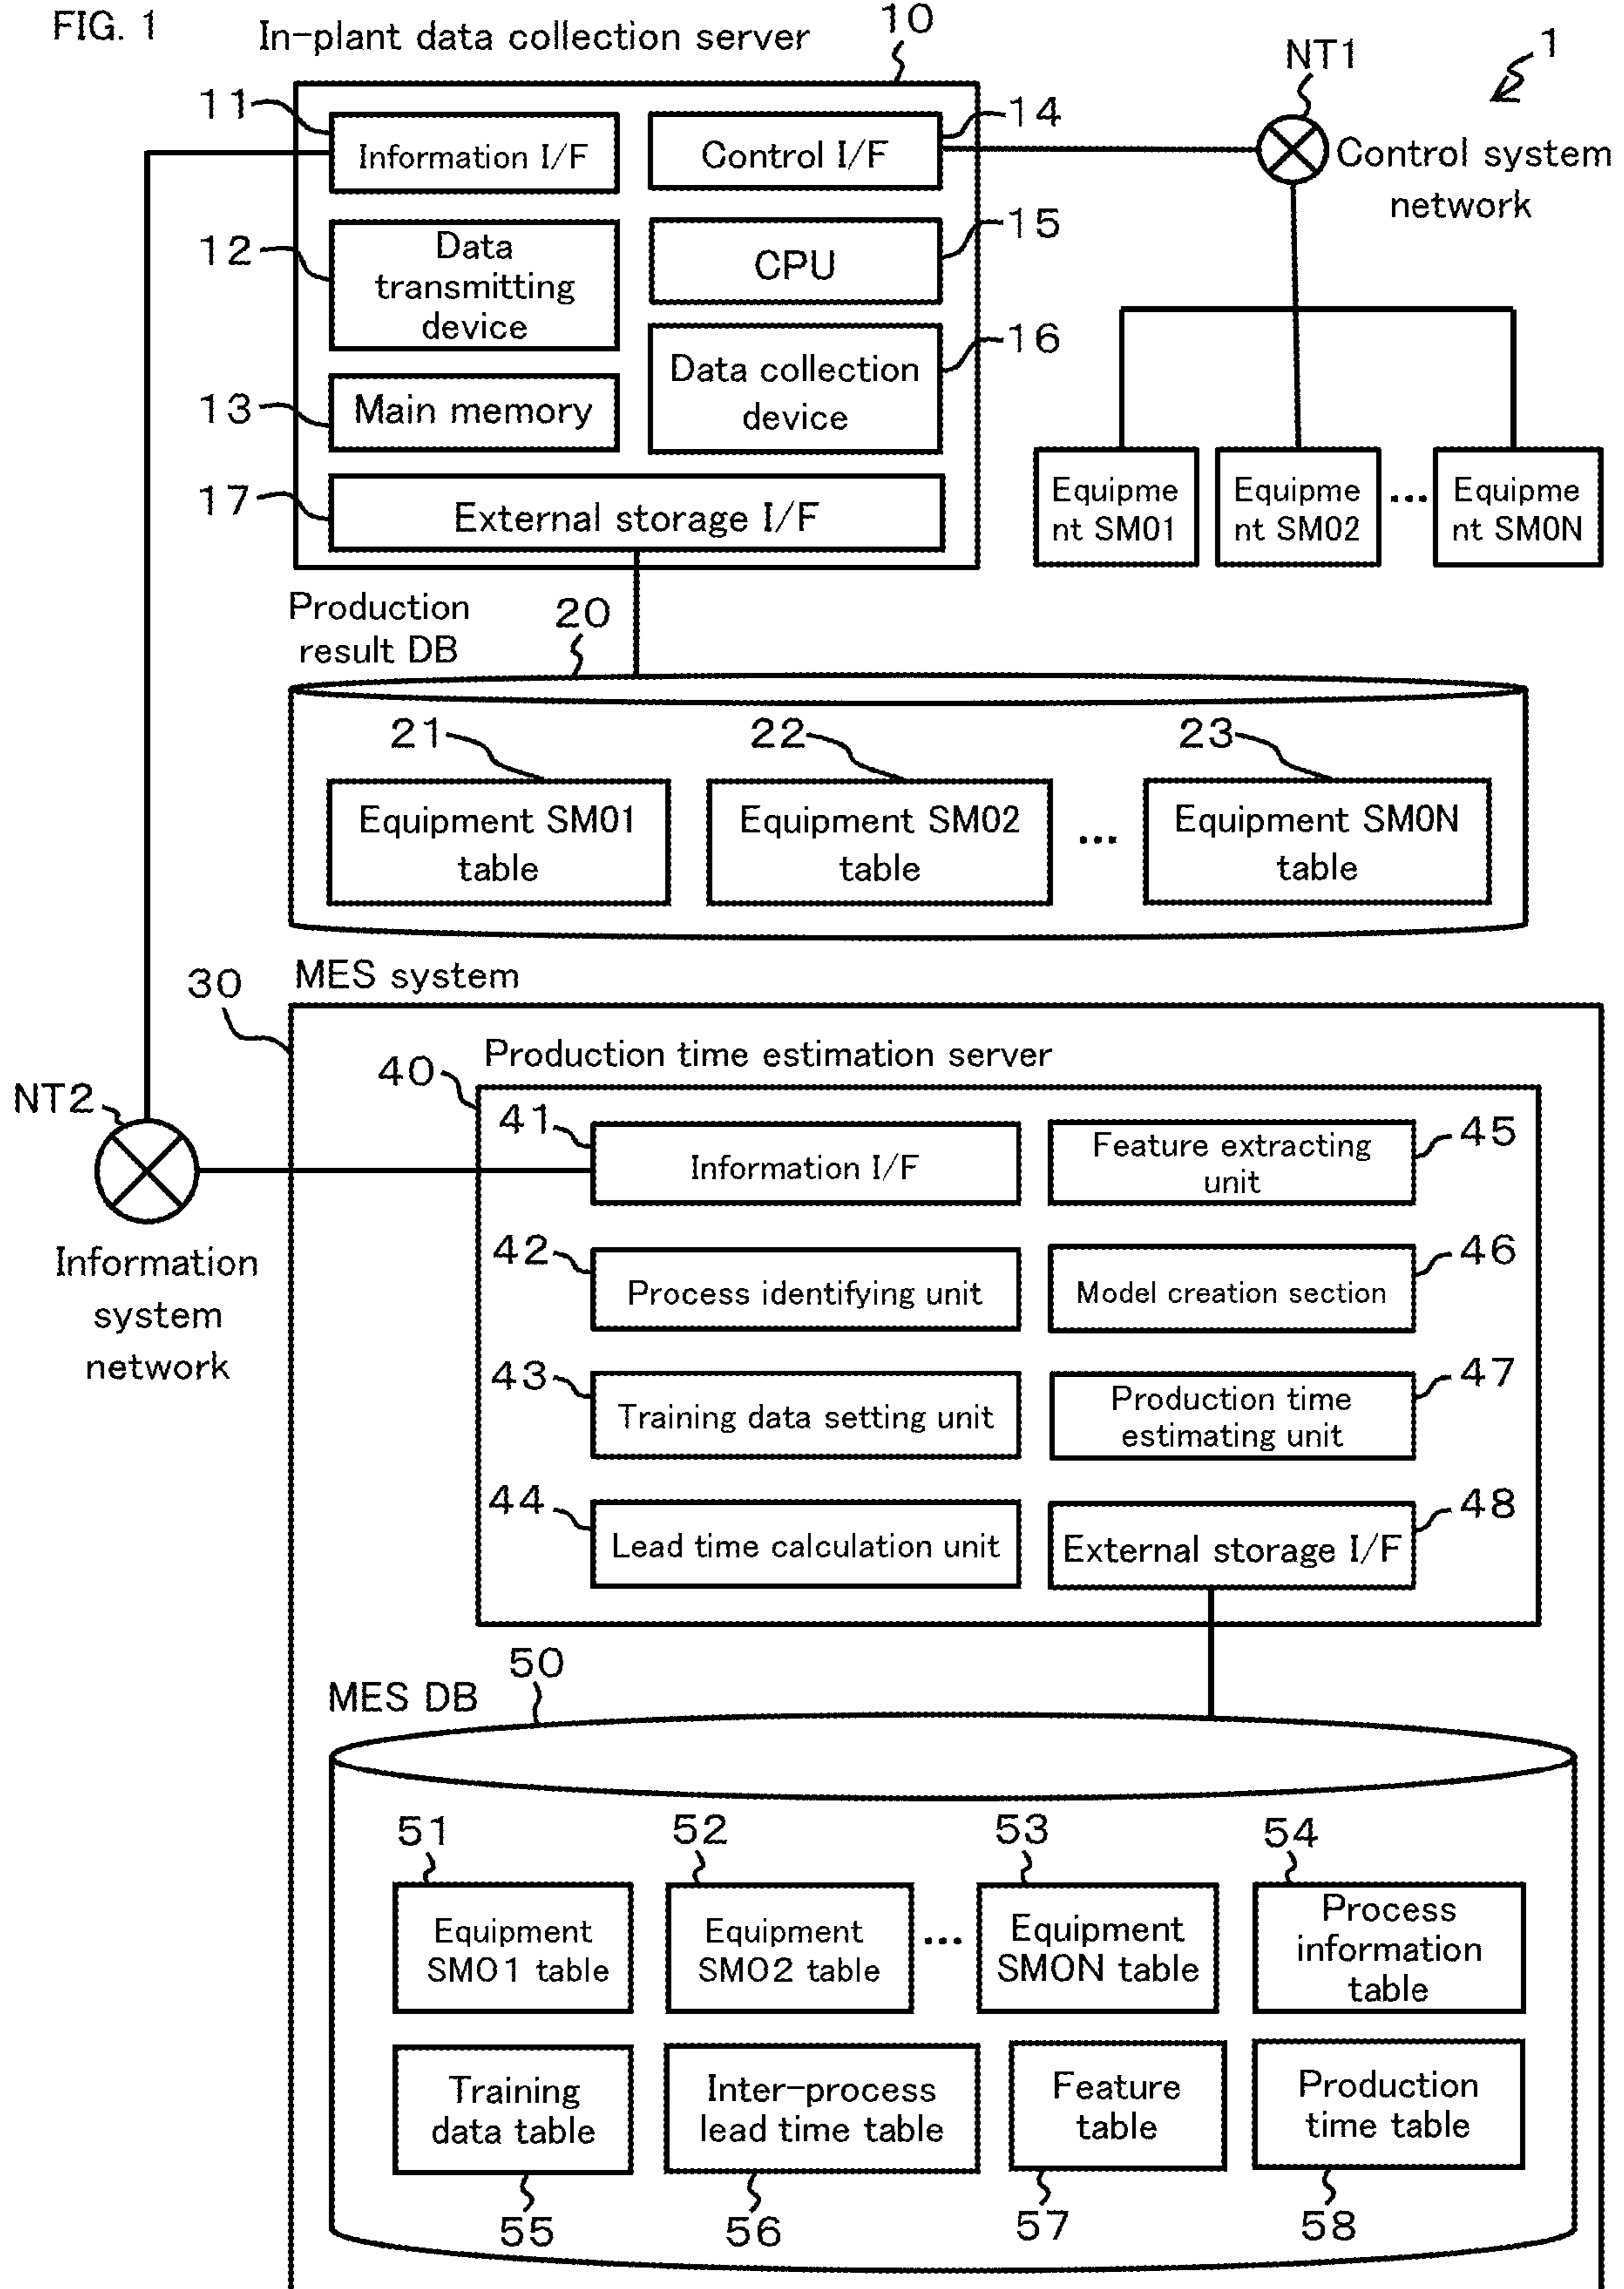 FIG. 1
In-plant data collection server
10
NT1
1
11
Information I/F
Control I/F
14
Control system
network
12
Data
transmitting
device
CPU
15
13
Main memory
Data collection
device
16
17
External storage I/F
Equipme
nt SM01
Equipme
nt SM02
...
Equipme
nt SM0N
Production
result DB
20
21
22
23
Equipment SM01
table
Equipment SM02
table
...
Equipment SM0N
table
MES system
30
Production time estimation server
40
NT2
Information
system
network
41
Information I/F
Feature extracting
unit
45
42
Process identifying unit
Model creation section
46
43
Training data setting unit
Production time
estimating unit
47
44
Lead time calculation unit
External storage I/F
48
MES DB
50
51
52
53
54
Equipment
SM01 table
Equipment
SM02 table
...
Equipment
SM0N table
Process
information
table
Training
data table
Inter-process
lead time table
Feature
table
Production
time table
55
56
57
58